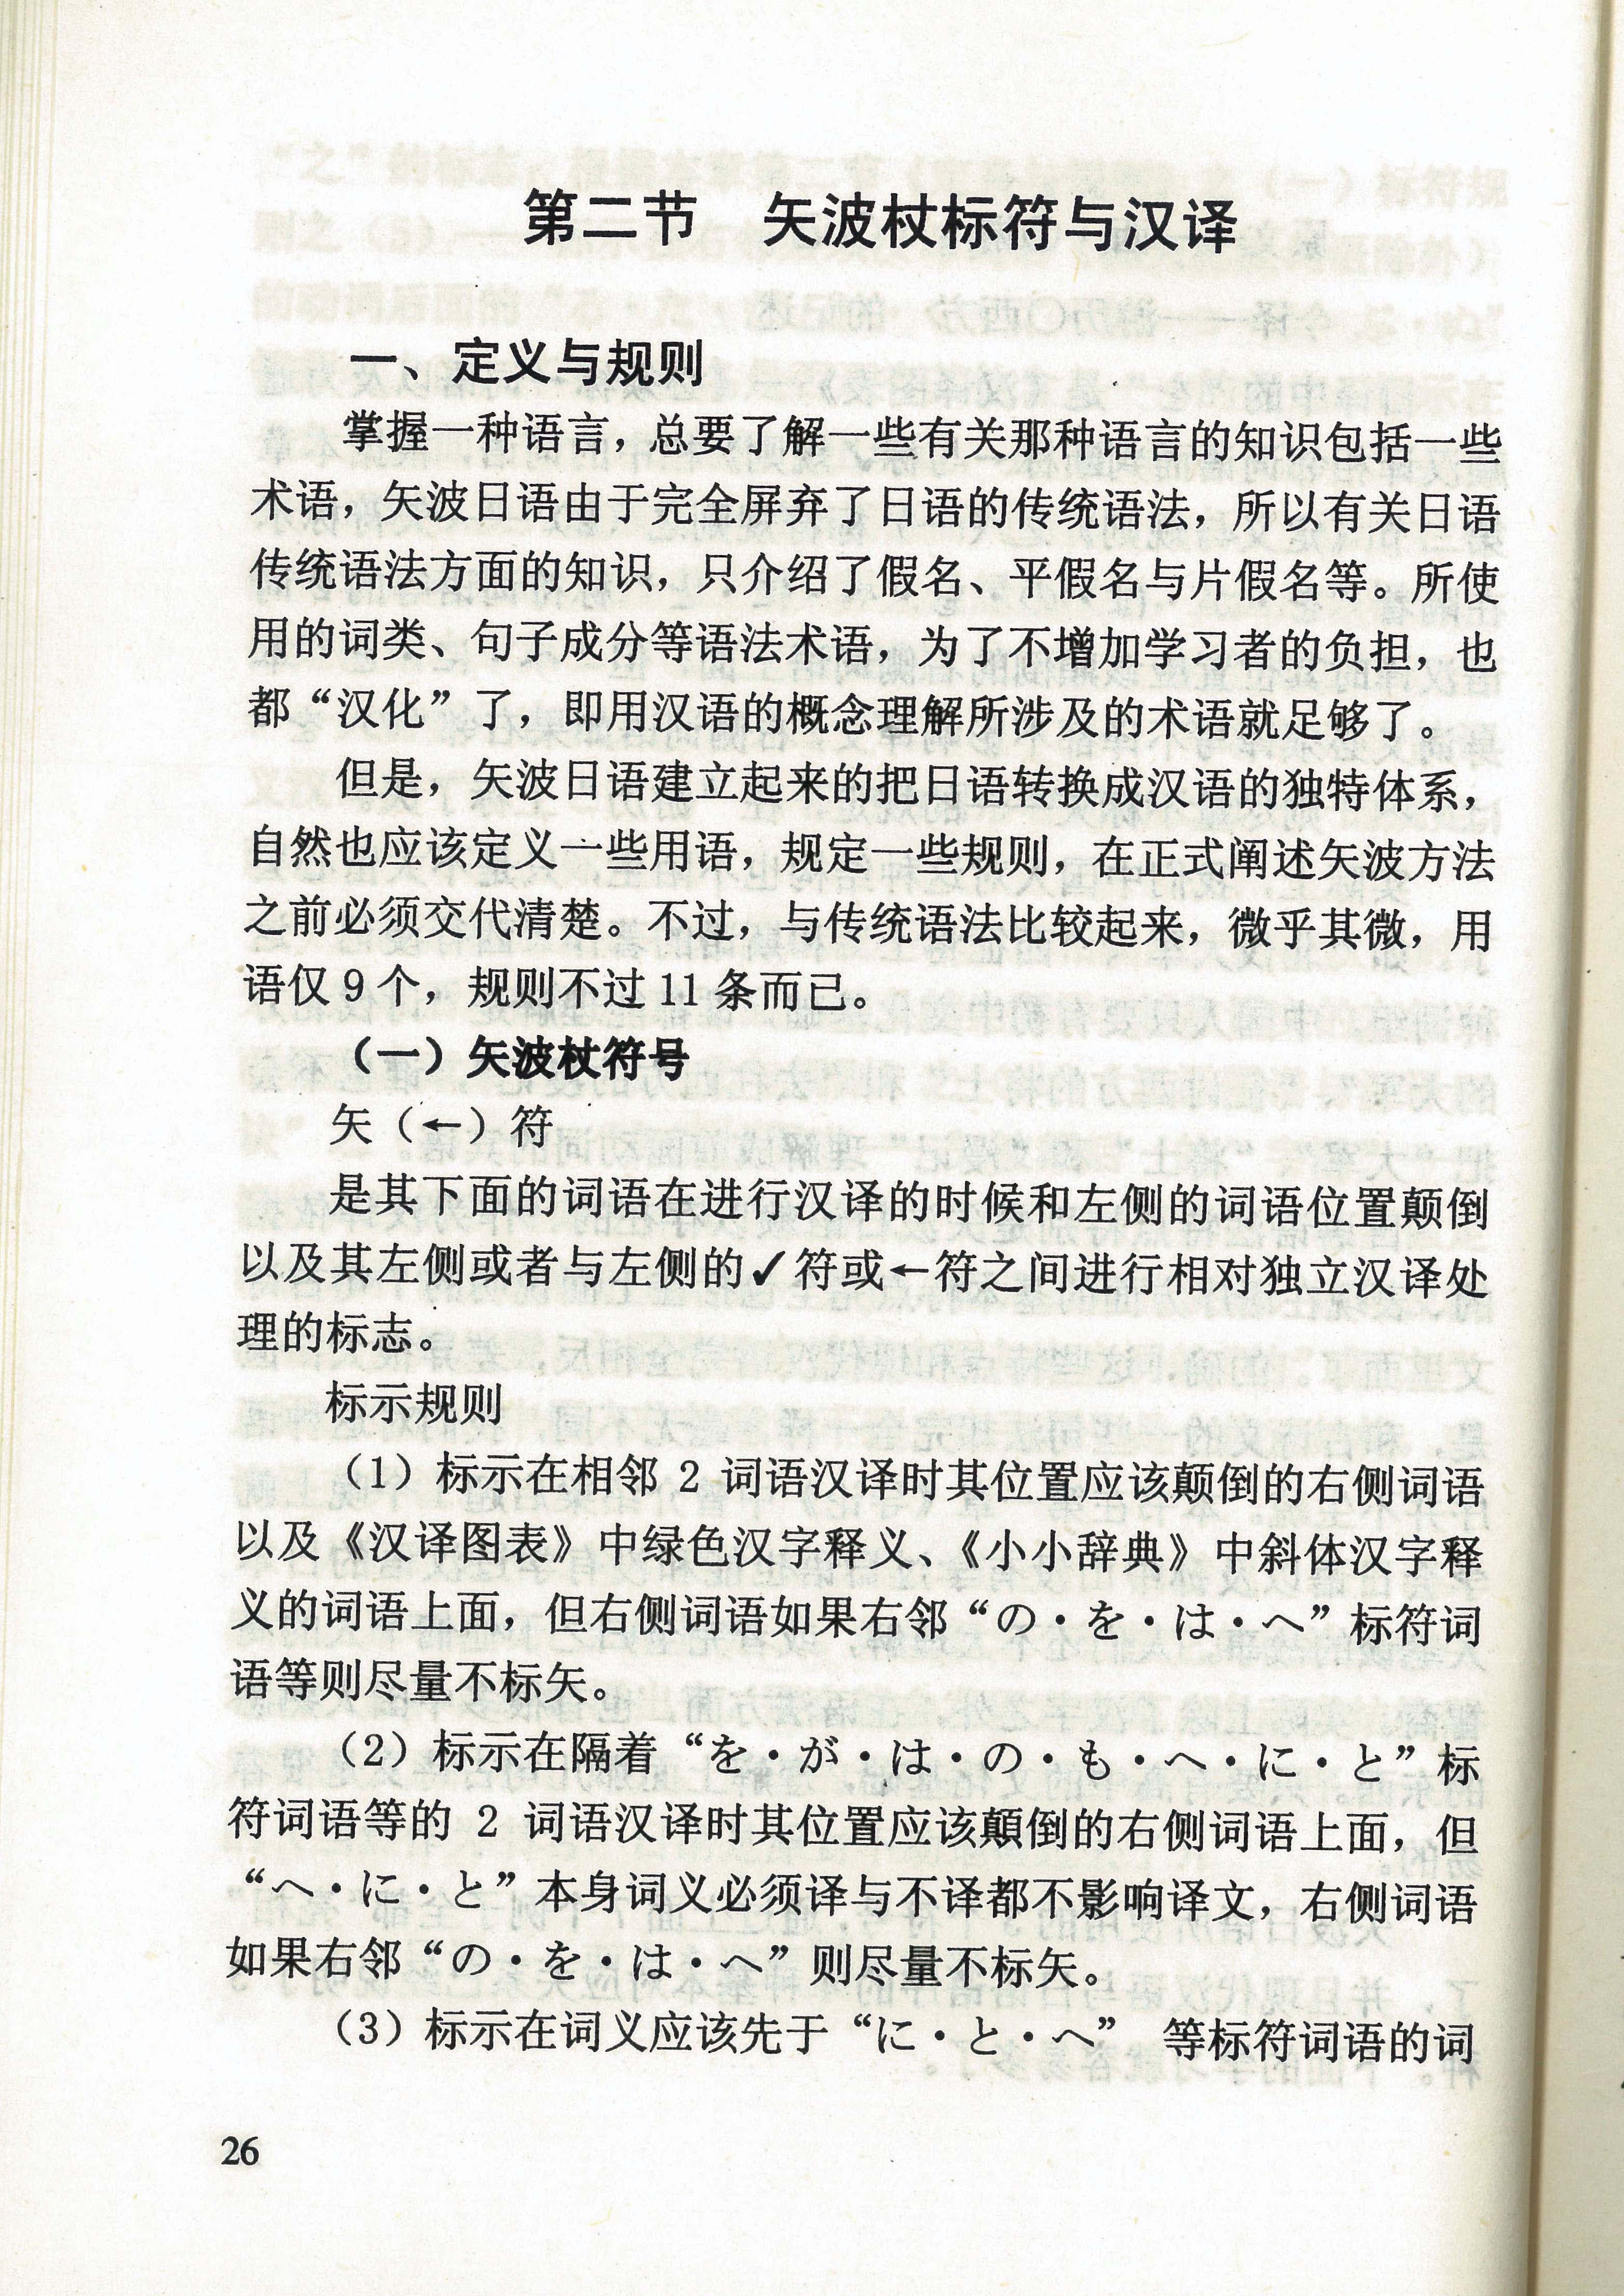 第二节 矢波杖标符与汉译
一、定义与规则
掌握一种语言，总要了解一些有关那种语言的知识包括一些
术语，矢波日语由于完全屏弃了日语的传统语法，所以有关日语
传统语法方面的知识，只介绍了假名、平假名与片假名等。所使
用的词类、句子成分等语法术语，为了不增加学习者的负担，也
都“汉化”了，即用汉语的概念理解所涉及的术语就足够了。
但是，矢波日语建立起来的把日语转换成汉语的独特体系，
自然也应该定义一些用语，规定一些规则，在正式阐述矢波方法
之前必须交代清楚。不过，与传统语法比较起来，微乎其微，用
语仅9个，规则不过11条而己。
（一）矢波杖符号
矢（←）符
是其下面的词语在进行汉译的时候和左侧的词语位置颠倒
以及其左侧或者与左侧的✓符或←符之间进行相对独立汉译处
理的标志。
标示规则
（1）标示在相邻 2 词语汉译时其位置应该颠倒的右侧词语
以及《汉译图表》中绿色汉字释义、《小小辞典》中斜体汉字释
义的词语上面，但右侧词语如果右邻“の・を・は・へ”标符词
语等则尽量不标矢。
（2）标示在隔着“を・が・は・の・も・へ・に・と”标
符词语等的 2 词语汉译时其位置应该颠倒的右侧词语上面，但
“へ・に・と”本身词义必须译与不译都不影响译文，右侧词语
如果右邻“の・を・は・へ”则尽量不标矢。
（3）标示在词义应该先于“に・と・へ” 等标符词语的词
26